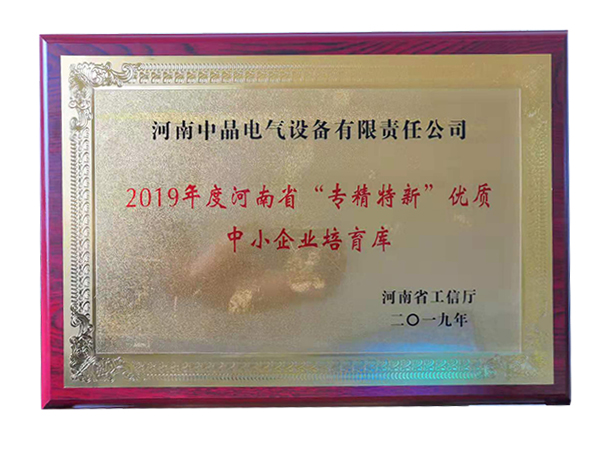 河南中晶电气设备有限责任公司
2019年度河南省“专精特新”优质
中小企业培育库
河南省工信厅
二〇一九年